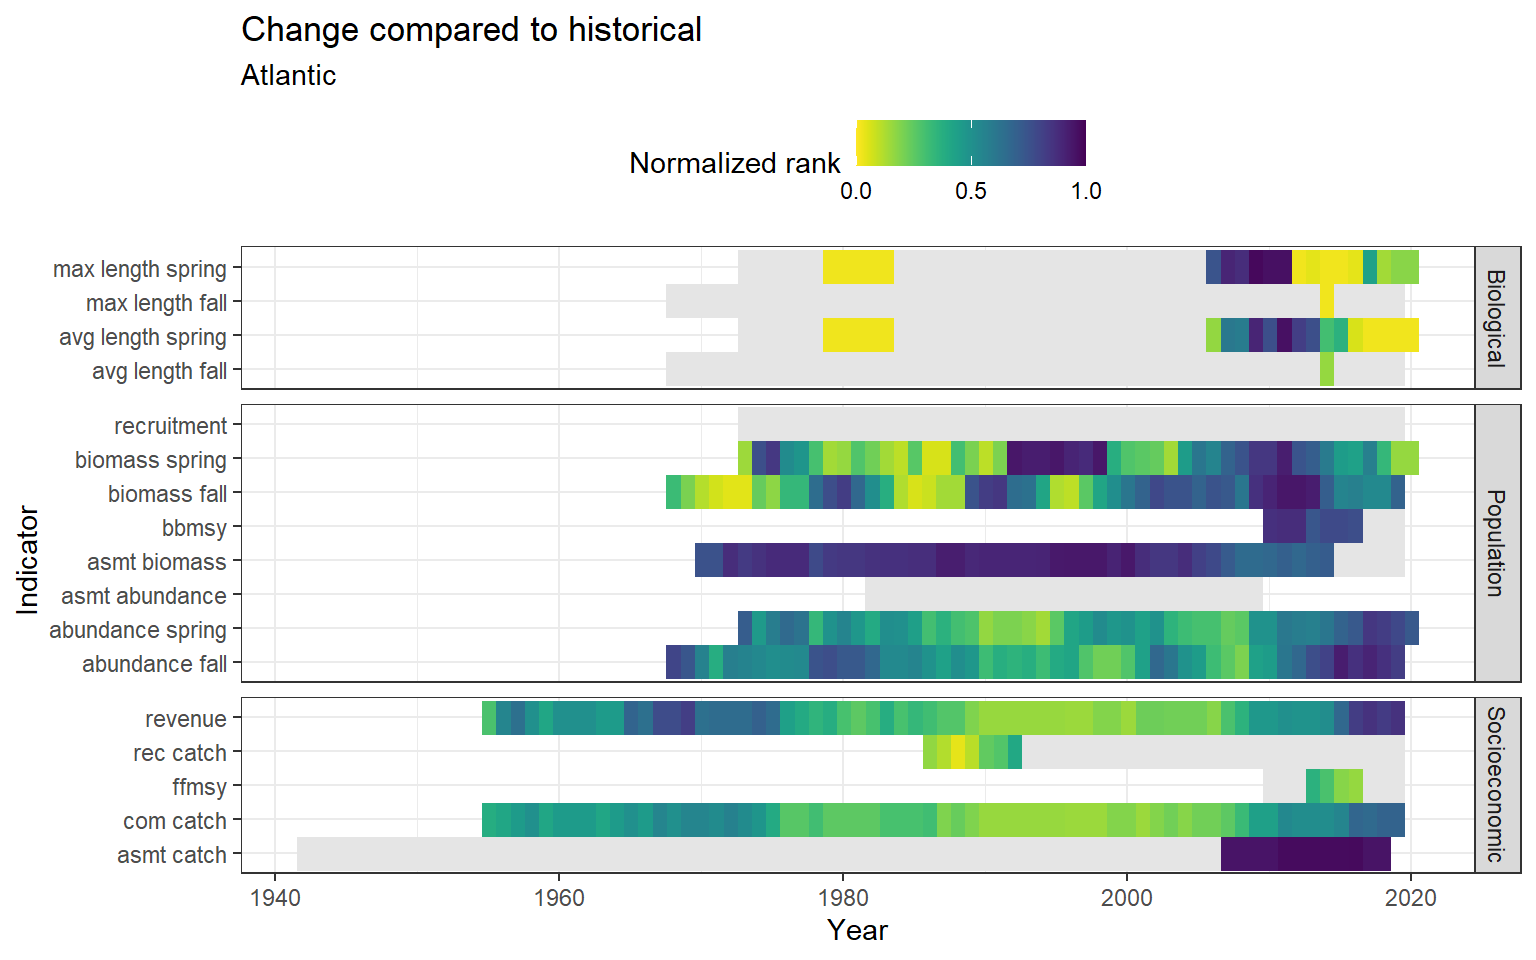 Change compared to historical
Atlantic
Normalized rank
0.0 0.5 1.0
Indicator
max length spring
max length fall
avg length spring
avg length fall
Biological
recruitment
biomass spring
biomass fall
bbmsy
asmt biomass
asmt abundance
abundance spring
abundance fall
Population
revenue
rec catch
ffmsy
com catch
asmt catch
Socioeconomic
1940 1960 1980 2000 2020
Year